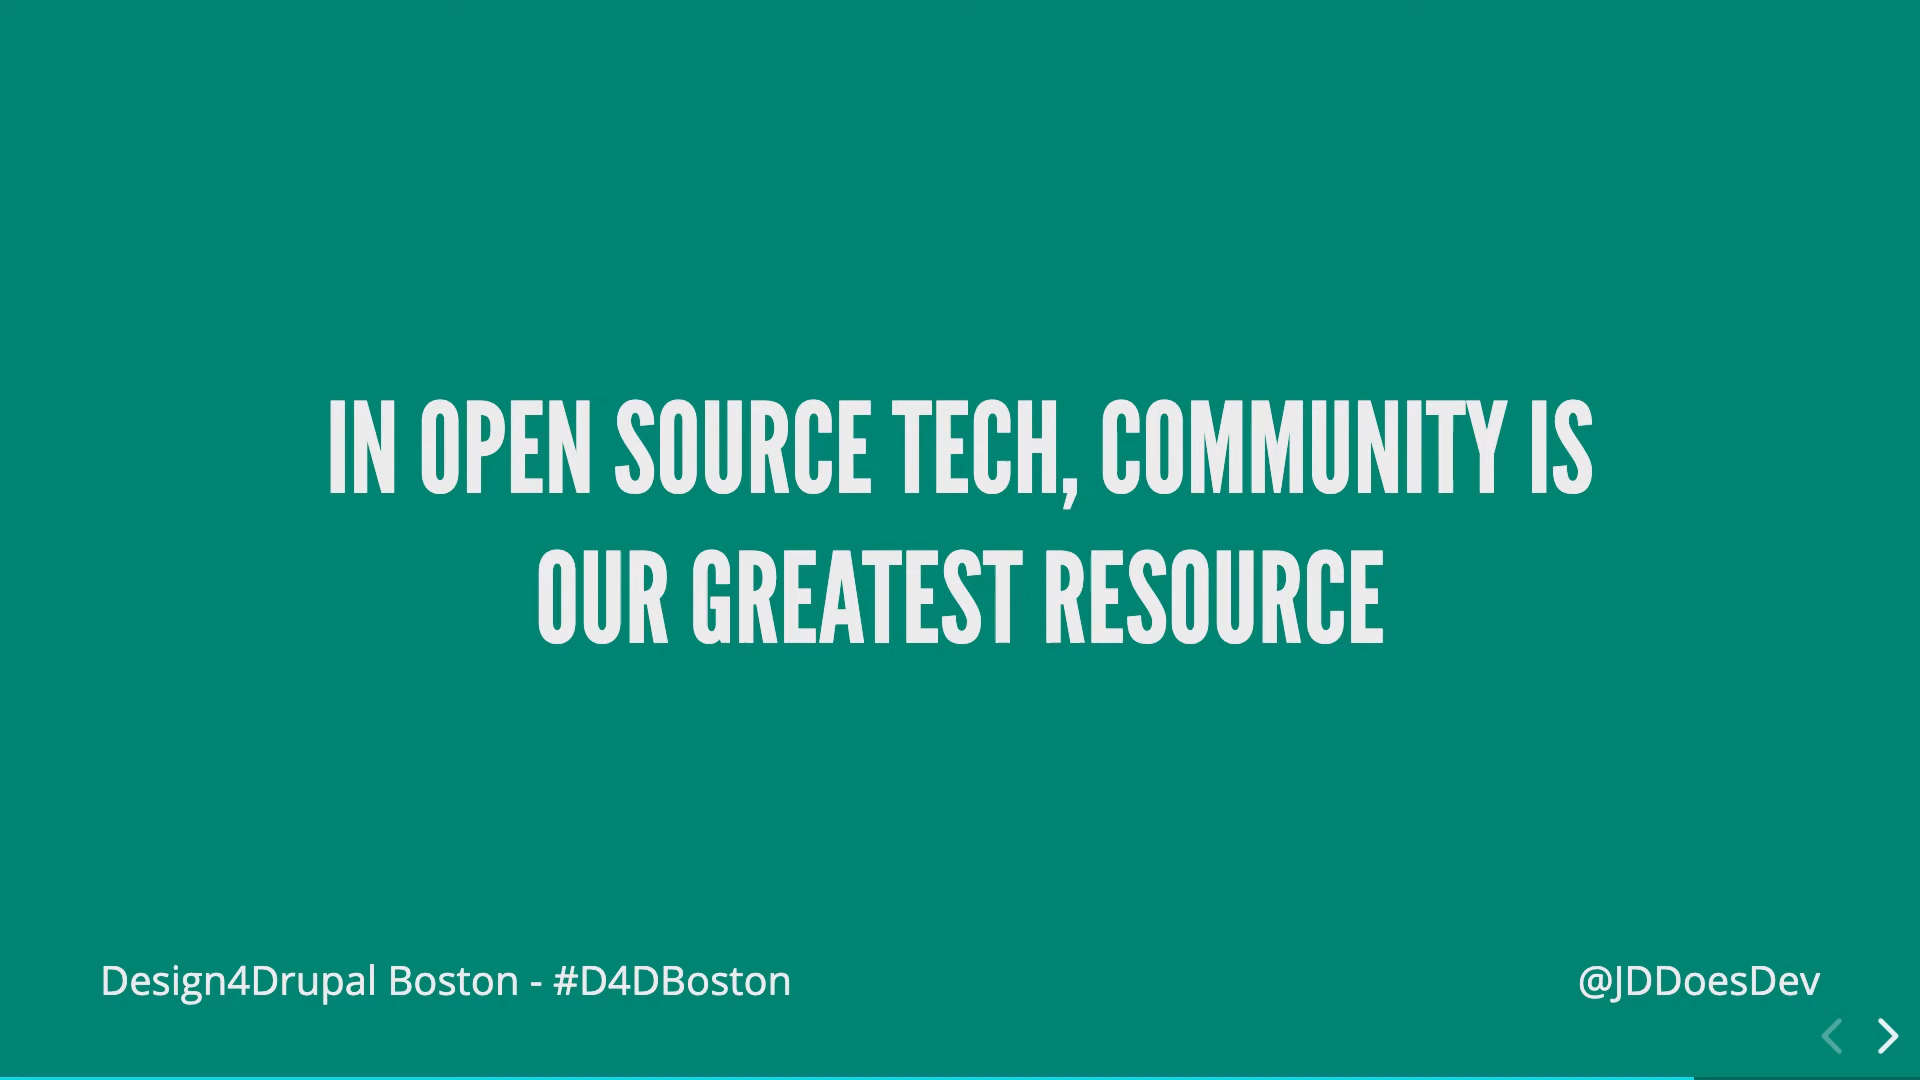 IN OPEN SOURCE TECH, COMMUNITY IS
OUR GREATEST RESOURCE
Design4Drupal Boston - #D4DBoston
@JDDoesDev